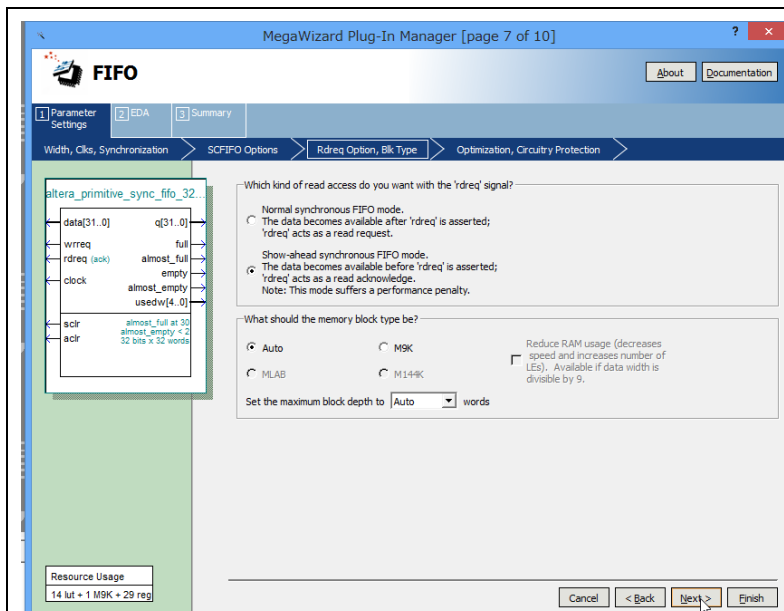 MegaWizard Plug-In Manager [page 7 of 10]
? ×
FIFO
About
Documentation
1 Parameter Settings
2 EDA
3 Summary
Width, Clks, Synchronization
SCFIFO Options
Rdreq Option, Blk Type
Optimization, Circuitry Protection
altera_primitive_sync_fifo_32...
data[31..0] q[31..0]
wrreq full
rdreq (ack) almost_full
empty
clock
almost_empty
usedw[4..0]
sclr almost_full at 30
almost_empty < 2
aclr 32 bits x 32 words
Resource Usage
14 lut + 1 M9K + 29 reg
Which kind of read access do you want with the 'rdreq' signal?
Normal synchronous FIFO mode.
The data becomes available after 'rdreq' is asserted;
'rdreq' acts as a read request.
Show-ahead synchronous FIFO mode.
The data becomes available before 'rdreq' is asserted;
'rdreq' acts as a read acknowledge.
Note: This mode suffers a performance penalty.
What should the memory block type be?
Auto
M9K
MLAB
M144K
Reduce RAM usage (decreases
speed and increases number of
LEs). Available if data width is
divisible by 9.
Set the maximum block depth to Auto words
Cancel
< Back
Next >
Finish